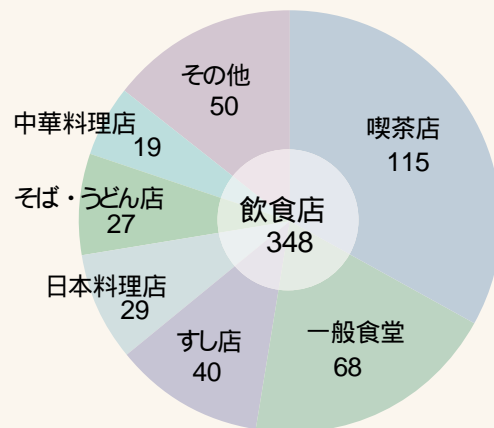 その他
50
中華料理店
19
そば・うどん店
27
日本料理店
29
すし店
40
一般食堂
68
喫茶店
115
飲食店
348